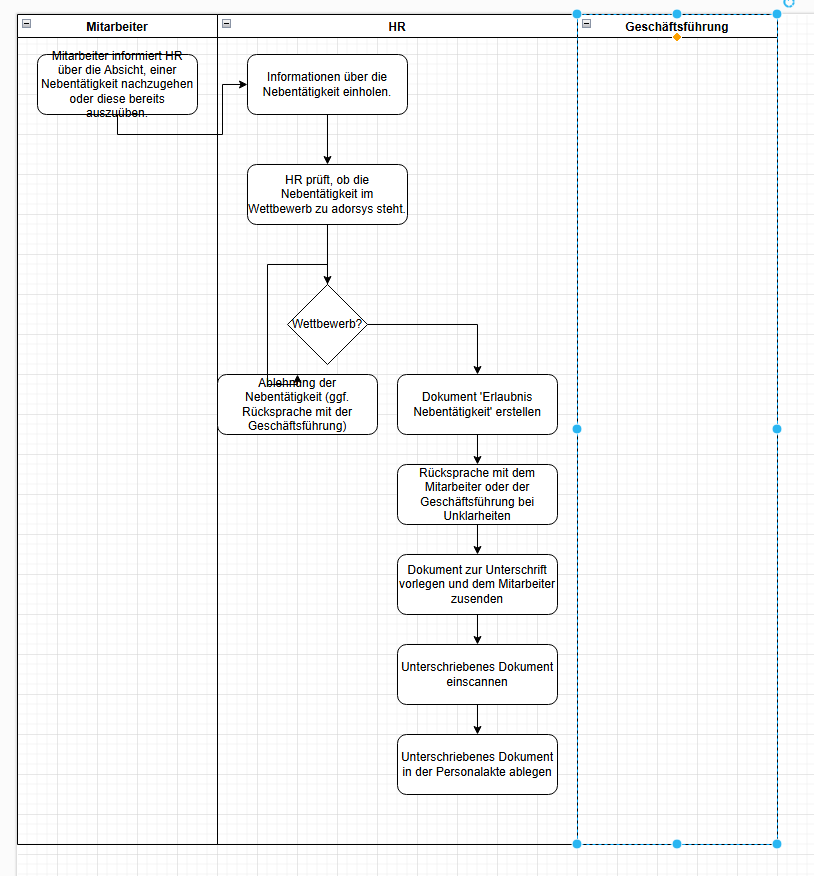 Mitarbeiter
HR
Geschäftsführung
Mitarbeiter informiert HR
über die Absicht, einer
Nebentätigkeit nachzugehen
oder diese bereits
auszuüben.
Informationen über die
Nebentätigkeit einholen.
HR prüft, ob die
Nebentätigkeit im
Wettbewerb zu adorsys steht.
Wettbewerb?
Ablehnung der
Nebentätigkeit (ggf.
Rücksprache mit der
Geschäftsführung)
Dokument 'Erlaubnis
Nebentätigkeit' erstellen
Rücksprache mit dem
Mitarbeiter oder der
Geschäftsführung bei
Unklarheiten
Dokument zur Unterschrift
vorlegen und dem Mitarbeiter
zusenden
Unterschriebenes Dokument
einscannen
Unterschriebenes Dokument
in der Personalakte ablegen